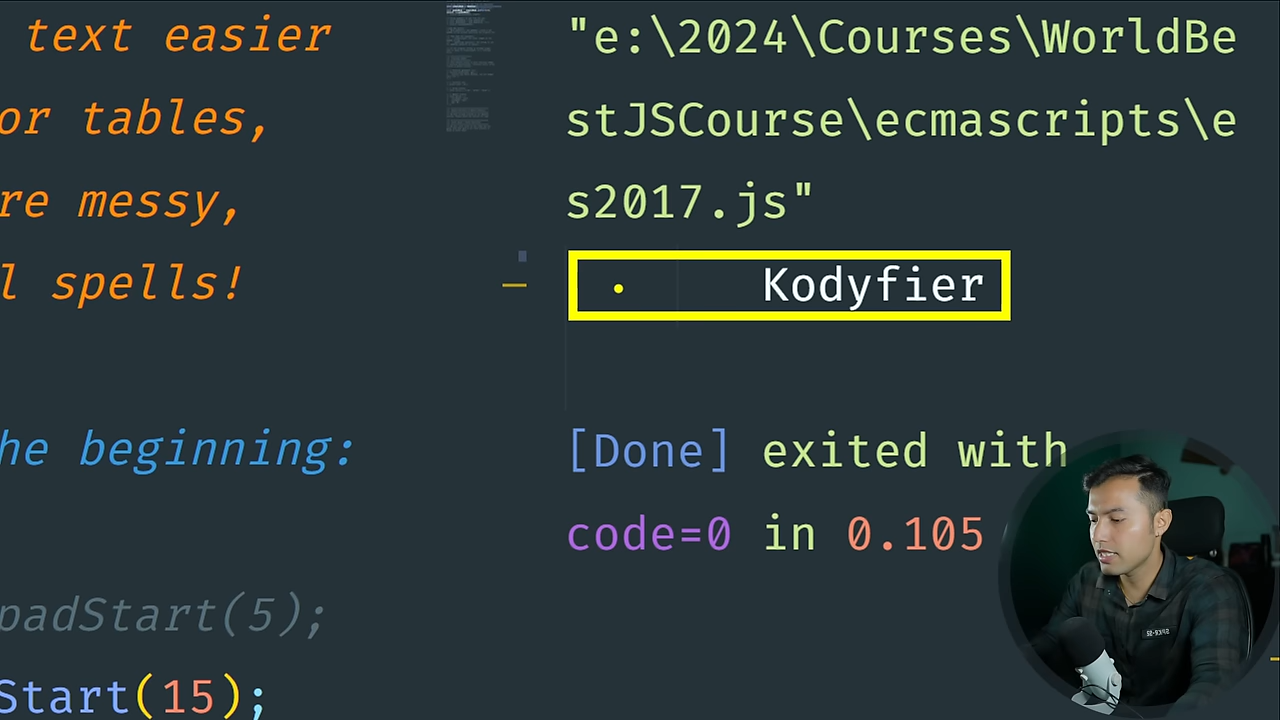 text easier
or tables,
re messy,
l spells!
he beginning:
padStart(5);
Start(15);
"e:\2024\Courses\WorldBe
stJSCourse\ecmascripts\e
s2017.js"
Kodyfier
[Done] exited with
code=0 in 0.105